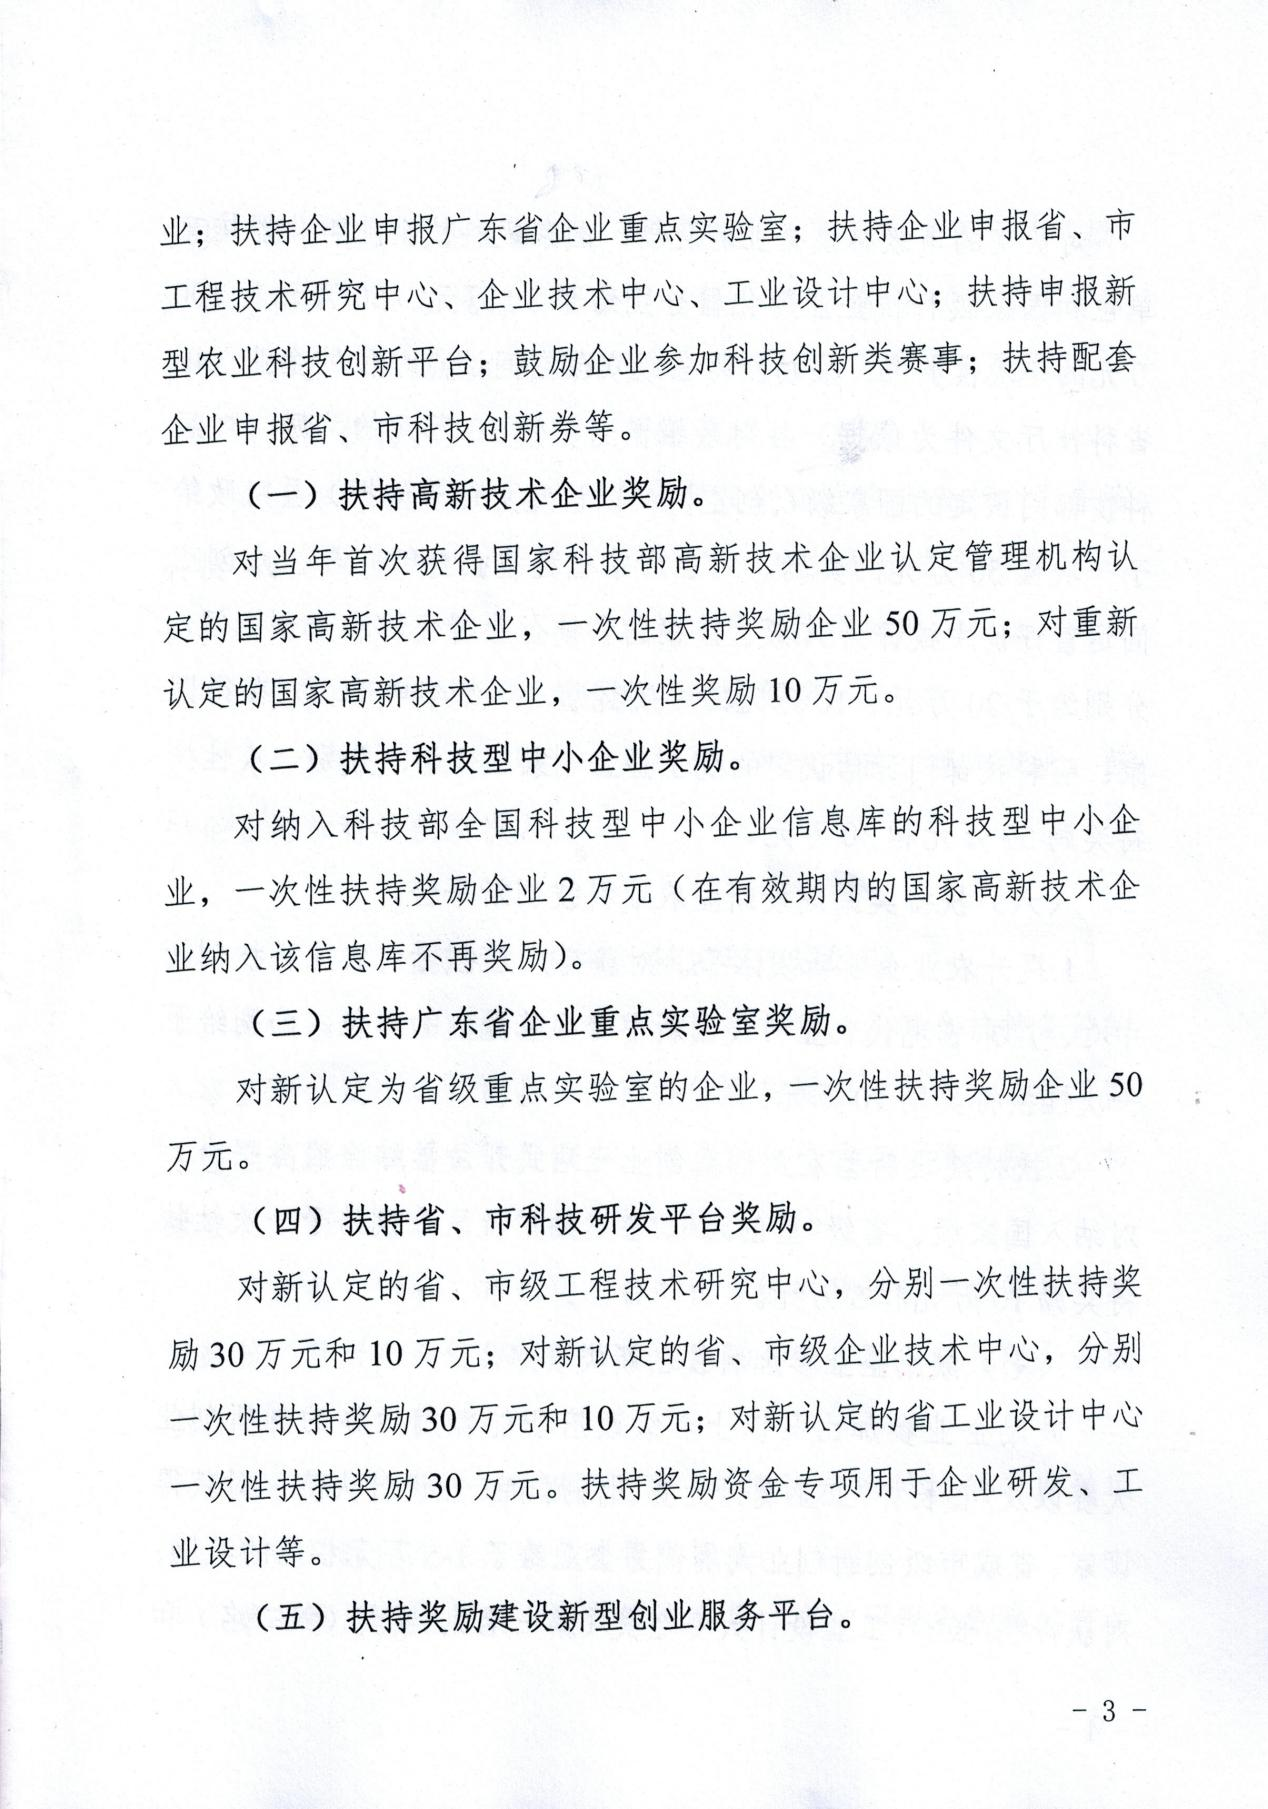 业；扶持企业申报广东省企业重点实验室；扶持企业申报省、市
工程技术研究中心、企业技术中心、工业设计中心；扶持申报新
型农业科技创新平台；鼓励企业参加科技创新类赛事；扶持配套
企业申报省、市科技创新券等。
（一）扶持高新技术企业奖励。
对当年首次获得国家科技部高新技术企业认定管理机构认
定的国家高新技术企业，一次性扶持奖励企业 50 万元；对重新
认定的国家高新技术企业，一次性奖励 10 万元。
（二）扶持科技型中小企业奖励。
对纳入科技部全国科技型中小企业信息库的科技型中小企
业，一次性扶持奖励企业 2 万元（在有效期内的国家高新技术企
业纳入该信息库不再奖励）。
（三）扶持广东省企业重点实验室奖励。
对新认定为省级重点实验室的企业，一次性扶持奖励企业 50
万元。
（四）扶持省、市科技研发平台奖励。
对新认定的省、市级工程技术研究中心，分别一次性扶持奖
励 30 万元和 10 万元；对新认定的省、市级企业技术中心，分别
一次性扶持奖励 30 万元和 10 万元；对新认定的省工业设计中心
一次性扶持奖励 30 万元。扶持奖励资金专项用于企业研发、工
业设计等。
（五）扶持奖励建设新型创业服务平台。
- 3 -